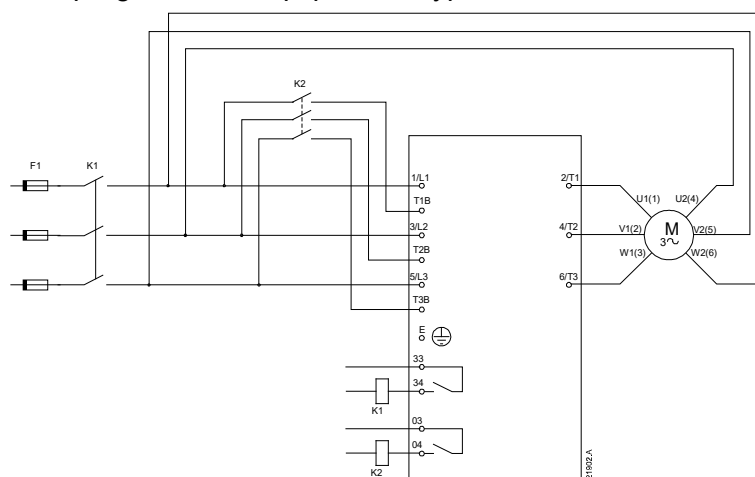 K2
F1
K1
1/L1
T1B
3/L2
T2B
5/L3
T3B
E
33
34
K1
03
04
K2
2/T1
4/T2
6/T3
U1(1)
U2(4)
V1(2)
M
3~
V2(5)
W1(3)
W2(6)